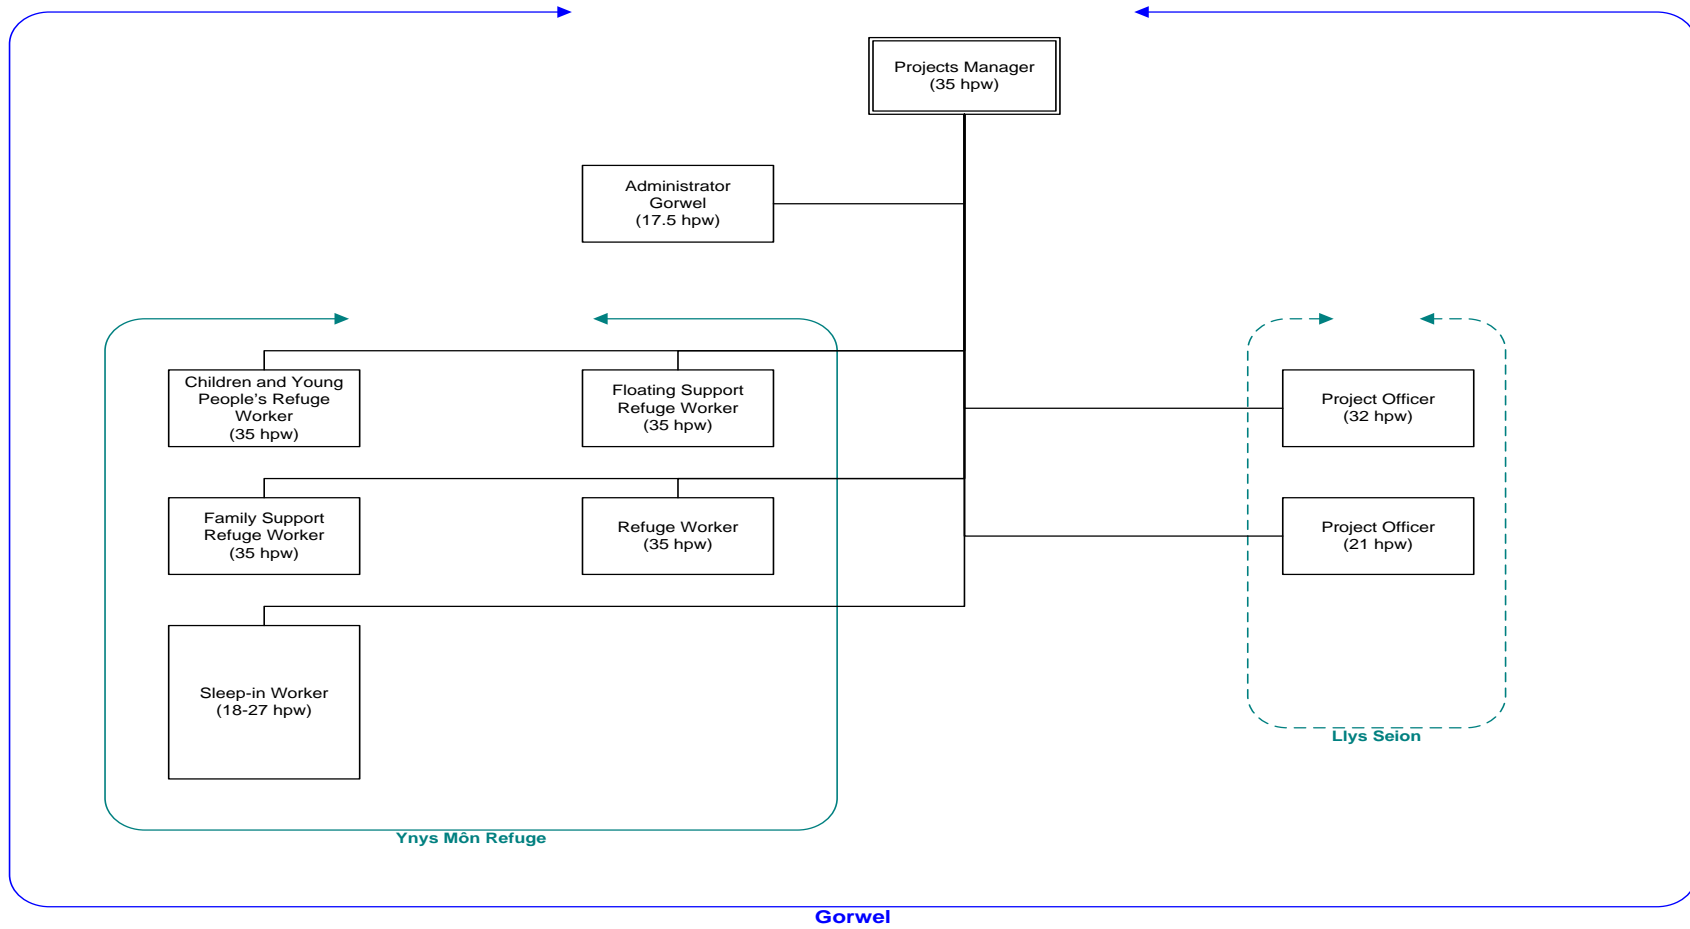 Projects Manager
(35 hpw)
Administrator
Gorwel
(17.5 hpw)
Children and Young
People’s Refuge
Worker
(35 hpw)
Floating Support
Refuge Worker
(35 hpw)
Project Officer
(32 hpw)
Family Support
Refuge Worker
(35 hpw)
Refuge Worker
(35 hpw)
Project Officer
(21 hpw)
Sleep-in Worker
(18-27 hpw)
Llys Seion
Ynys Môn Refuge
Gorwel